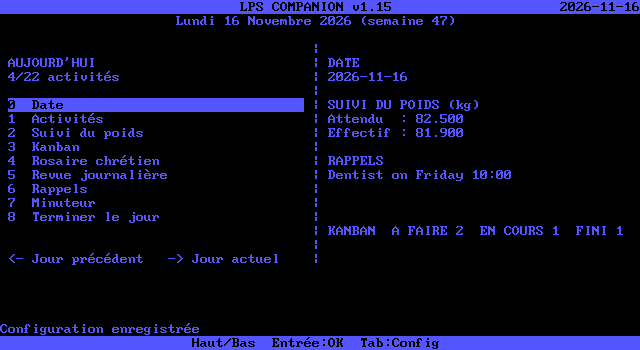 LPS COMPANION v1.15 2026-11-16
Lundi 16 Novembre 2026 (semaine 47)
AUJOURD'HUI
4/22 activités
0 Date
1 Activités
2 Suivi du poids
3 Kanban
4 Rosaire chrétien
5 Revue journalière
6 Rappels
7 Minuteur
8 Terminer le jour
<- Jour précédent -> Jour actuel
DATE
2026-11-16
SUIVI DU POIDS (kg)
Attendu : 82.500
Effectif : 81.900
RAPPELS
Dentist on Friday 10:00
KANBAN A FAIRE 2 EN COURS 1 FINI 1
Configuration enregistrée
Haut/Bas Entrée:OK Tab:Config